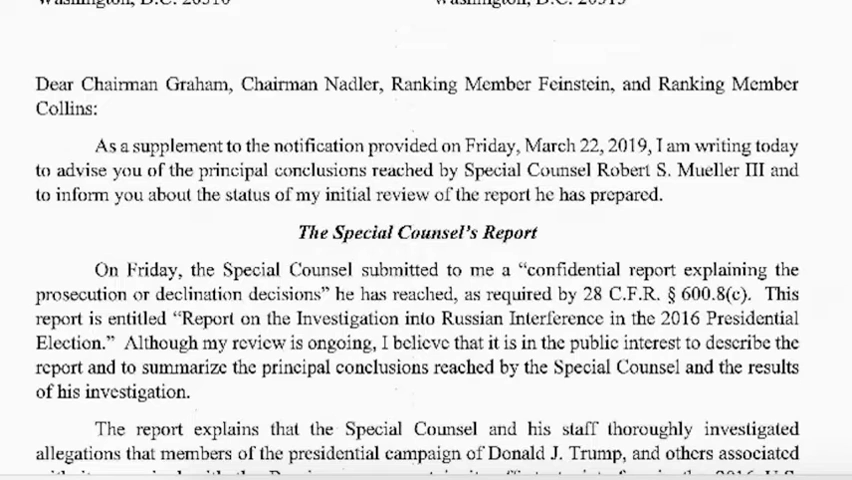 Washington, D.C. 20510 Washington, D.C. 20515
Dear Chairman Graham, Chairman Nadler, Ranking Member Feinstein, and Ranking Member
Collins:
As a supplement to the notification provided on Friday, March 22, 2019, I am writing today
to advise you of the principal conclusions reached by Special Counsel Robert S. Mueller III and
to inform you about the status of my initial review of the report he has prepared.
The Special Counsel's Report
On Friday, the Special Counsel submitted to me a “confidential report explaining the
prosecution or declination decisions” he has reached, as required by 28 C.F.R. § 600.8(c). This
report is entitled “Report on the Investigation into Russian Interference in the 2016 Presidential
Election.” Although my review is ongoing, I believe that it is in the public interest to describe the
report and to summarize the principal conclusions reached by the Special Counsel and the results
of his investigation.
The report explains that the Special Counsel and his staff thoroughly investigated
allegations that members of the presidential campaign of Donald J. Trump, and others associated